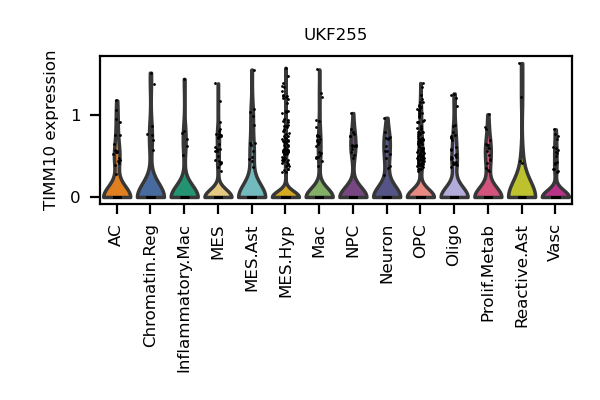 UKF255
TIMM10 expression
1
0
AC
Chromatin.Reg
Inflammatory.Mac
MES
MES.Ast
MES.Hyp
Mac
NPC
Neuron
OPC
Oligo
Prolif.Metab
Reactive.Ast
Vasc